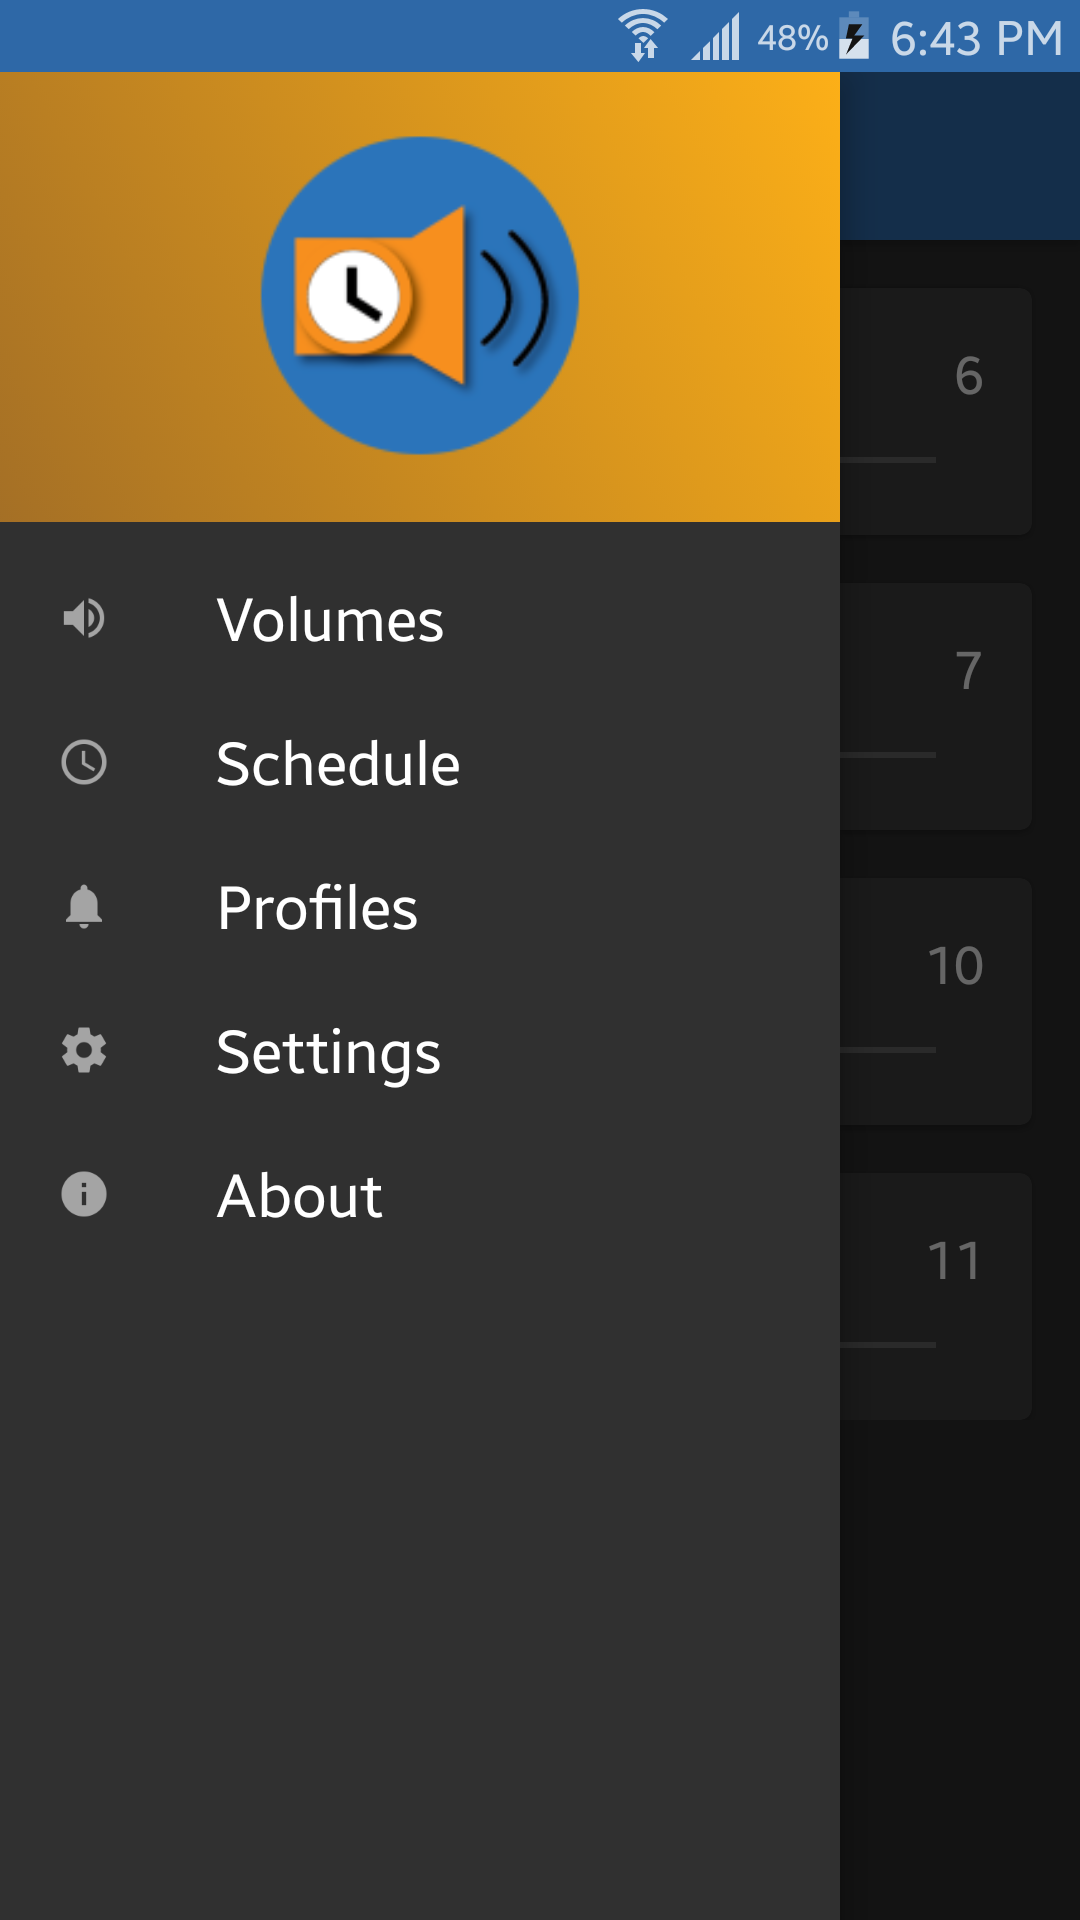 48% 6:43 PM
6
Volumes
7
Schedule
Profiles
10
Settings
About
11